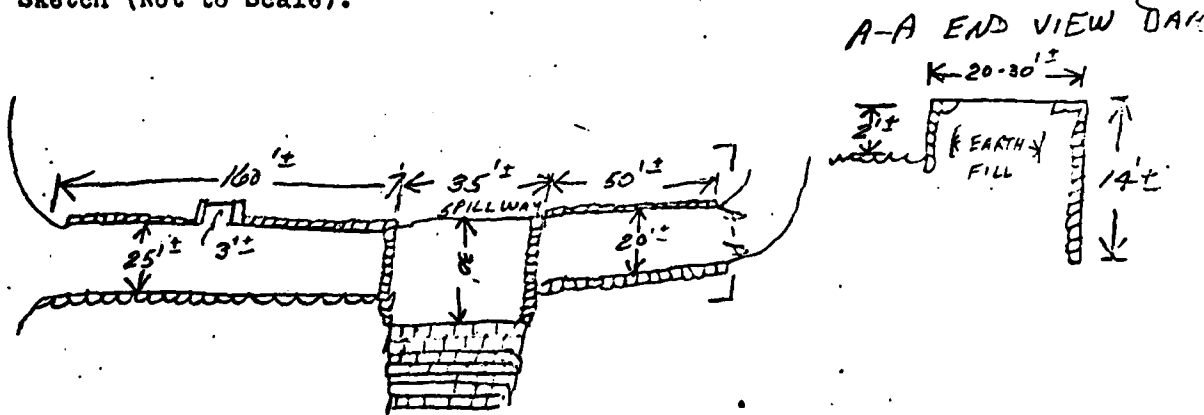 Sketch (Not to Scale):
A-A END VIEW DAM
20-30'±
2'±
EARTH
FILL
14'±
160'±
35'±
50'±
SPILLWAY
3'±
25'±
20'±